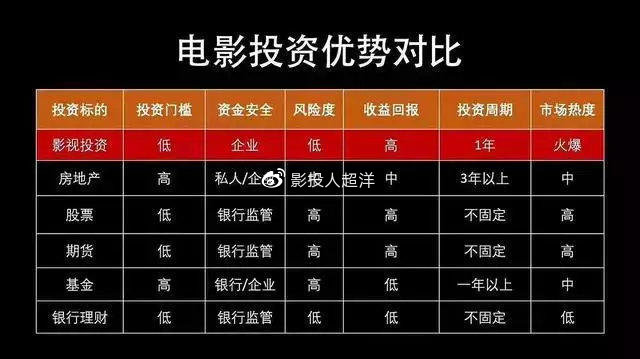 电影投资优势对比
投资标的 投资门槛 资金安全 风险度 收益回报 投资周期 市场热度
影视投资 低 企业 低 高 1年 火爆
房地产 高 私人/企 中 3年以上 中
影投人超洋
股票 低 银行监管 高 高 不固定 高
期货 低 银行监管 高 高 不固定 高
基金 高 银行/企业 高 低 一年以上 中
银行理财 低 银行监管 低 低 不固定 低